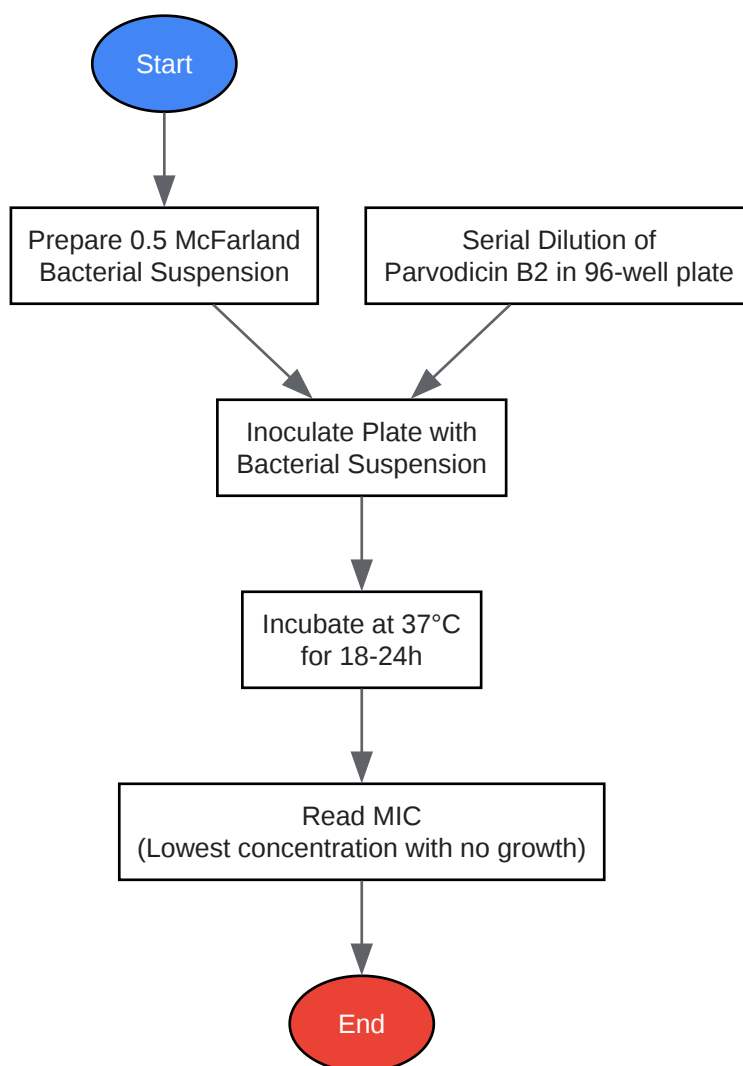 Start
Prepare 0.5 McFarland
Bacterial Suspension
Serial Dilution of
Parvodicin B2 in 96-well plate
Inoculate Plate with
Bacterial Suspension
Incubate at 37°C
for 18-24h
Read MIC
(Lowest concentration with no growth)
End